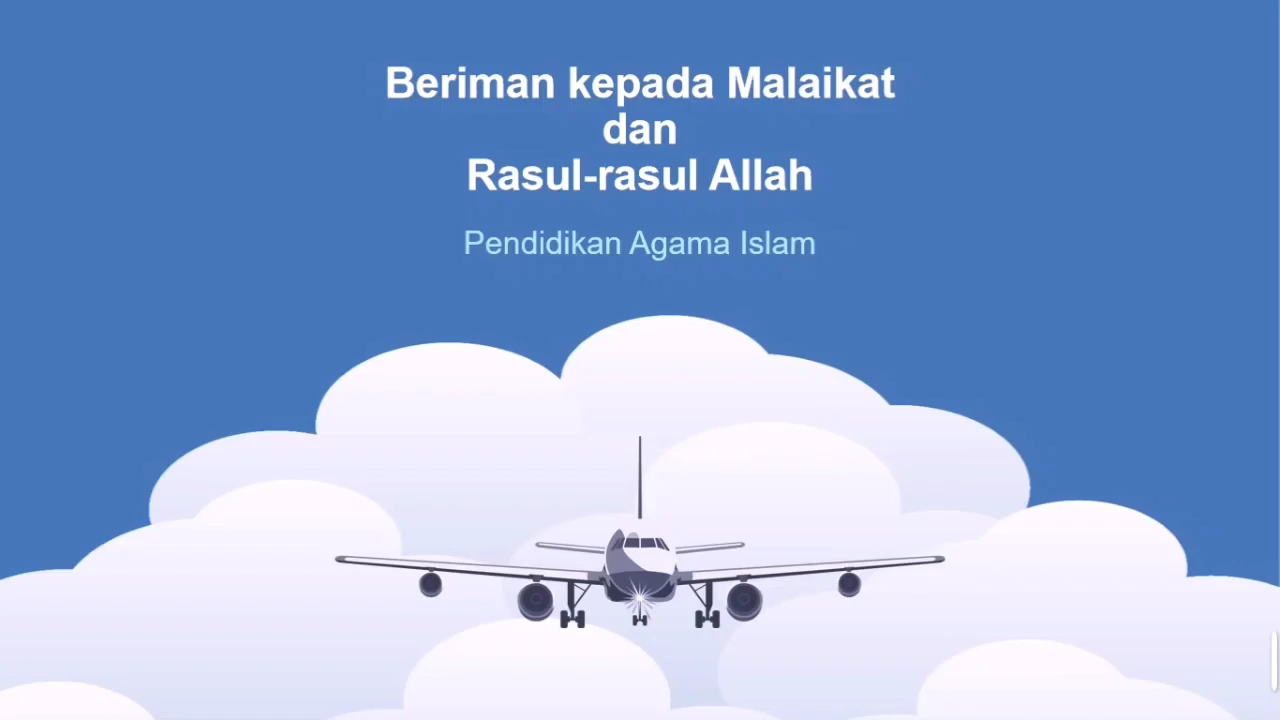 Beriman kepada Malaikat
dan
Rasul-rasul Allah
Pendidikan Agama Islam